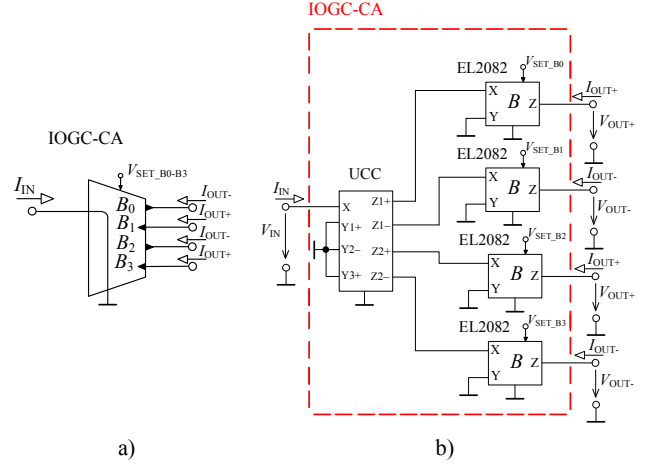 IOGC-CA
IOGC-CA
V_SET_B0-B3
I_IN
B_0
B_1
B_2
B_3
I_OUT-
I_OUT+
I_OUT-
I_OUT+
a)
I_IN
V_IN
UCC
X
Y1+
Y2-
Y3+
Z1+
Z1-
Z2+
Z2-
EL2082
V_SET_B0
X
Y
B
Z
I_OUT+
V_OUT+
EL2082
V_SET_B1
X
Y
B
Z
I_OUT-
V_OUT-
EL2082
V_SET_B2
X
Y
B
Z
I_OUT+
V_OUT+
EL2082
V_SET_B3
X
Y
B
Z
I_OUT-
V_OUT-
b)